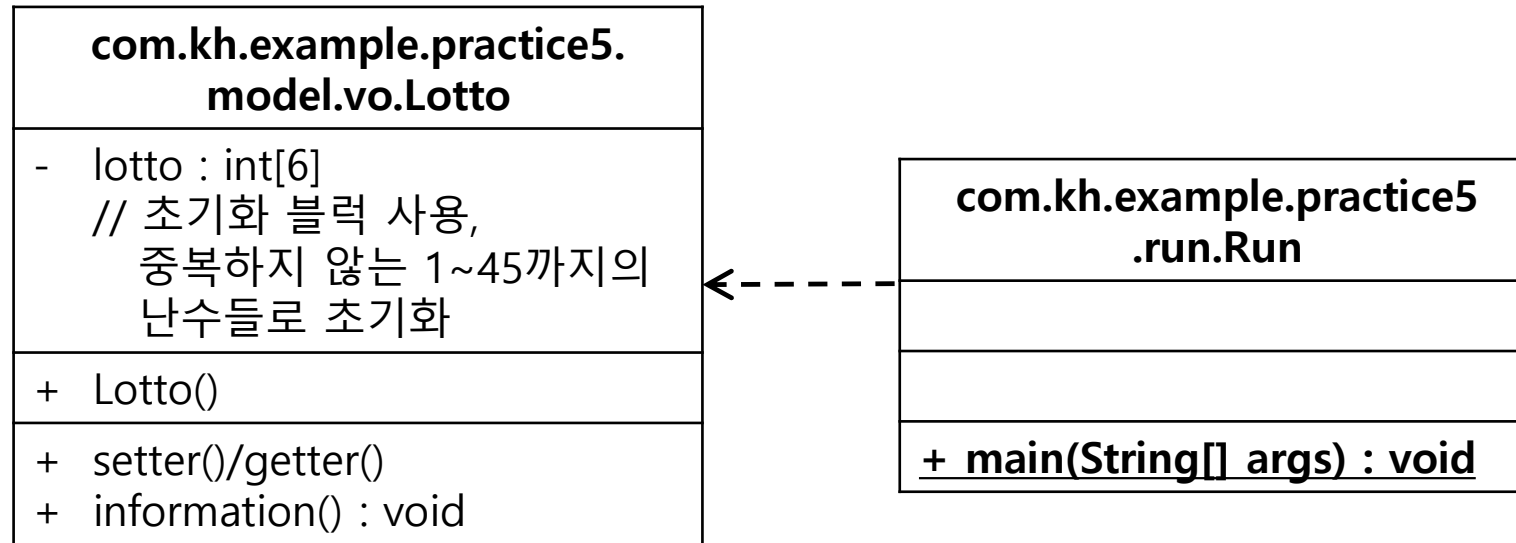 com.kh.example.practice5.
model.vo.Lotto
- lotto : int[6]
// 초기화 블럭 사용,
중복하지 않는 1~45까지의
난수들로 초기화
+ Lotto()
+ setter()/getter()
+ information() : void
com.kh.example.practice5
.run.Run
+ main(String[] args) : void